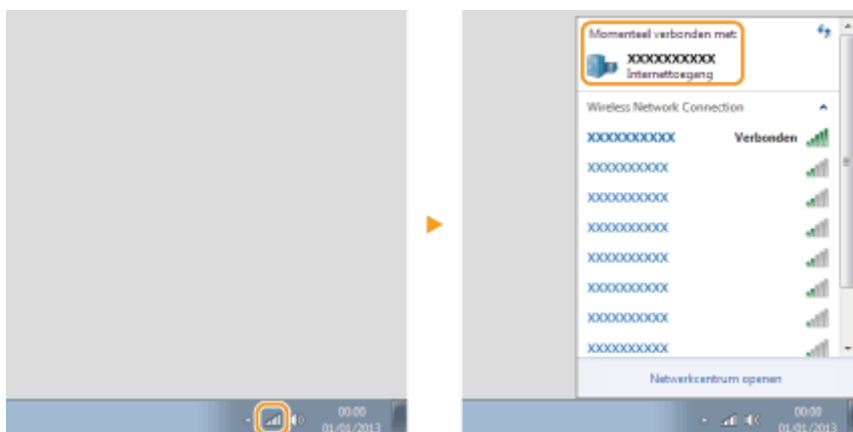 00:00
01/01/2013
Momenteel verbonden met:
XXXXXXXXXX
Internettoegang
Wireless Network Connection
XXXXXXXXXX Verbonden
XXXXXXXXXX
XXXXXXXXXX
XXXXXXXXXX
XXXXXXXXXX
XXXXXXXXXX
XXXXXXXXXX
XXXXXXXXXX
Netwerkcentrum openen
00:00
01/01/2013